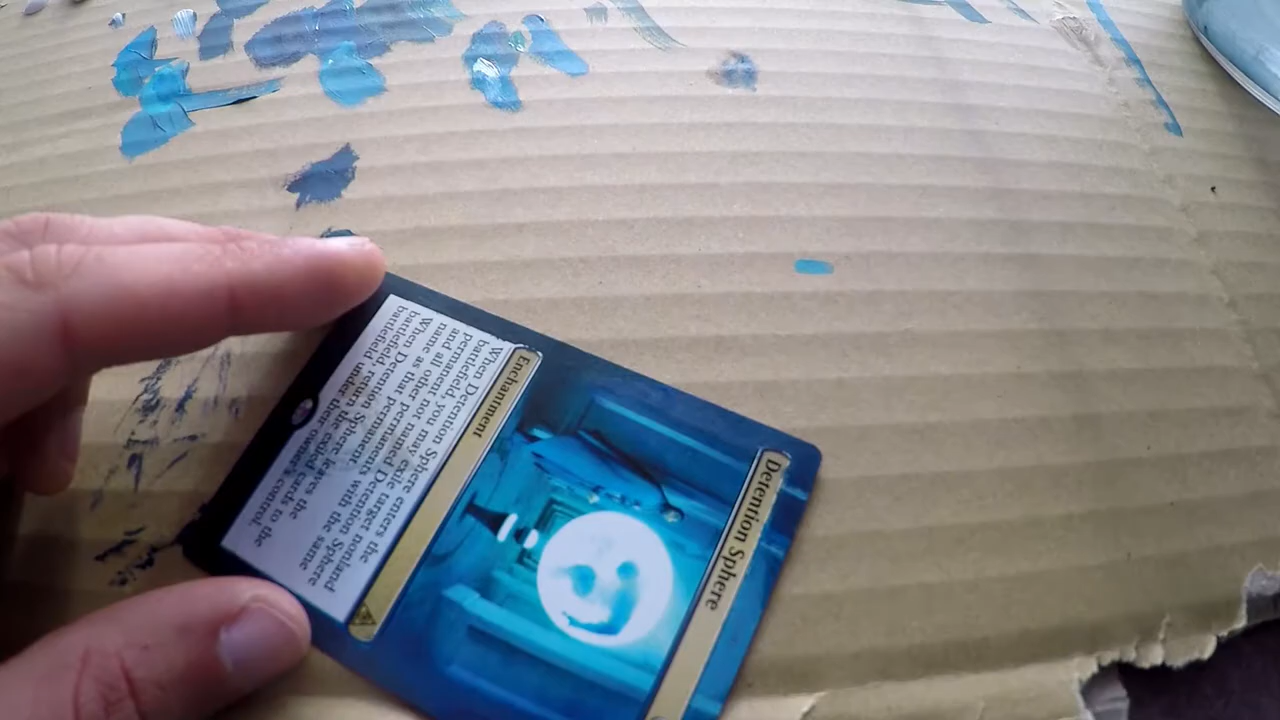 Detention Sphere
Enchantment
When Detention Sphere enters the
battlefield, you may exile target nonland
permanent not named Detention Sphere
and all other permanents with the same
name as that permanent.
When Detention Sphere leaves the
battlefield, return the exiled cards to the
battlefield under their owner's control.